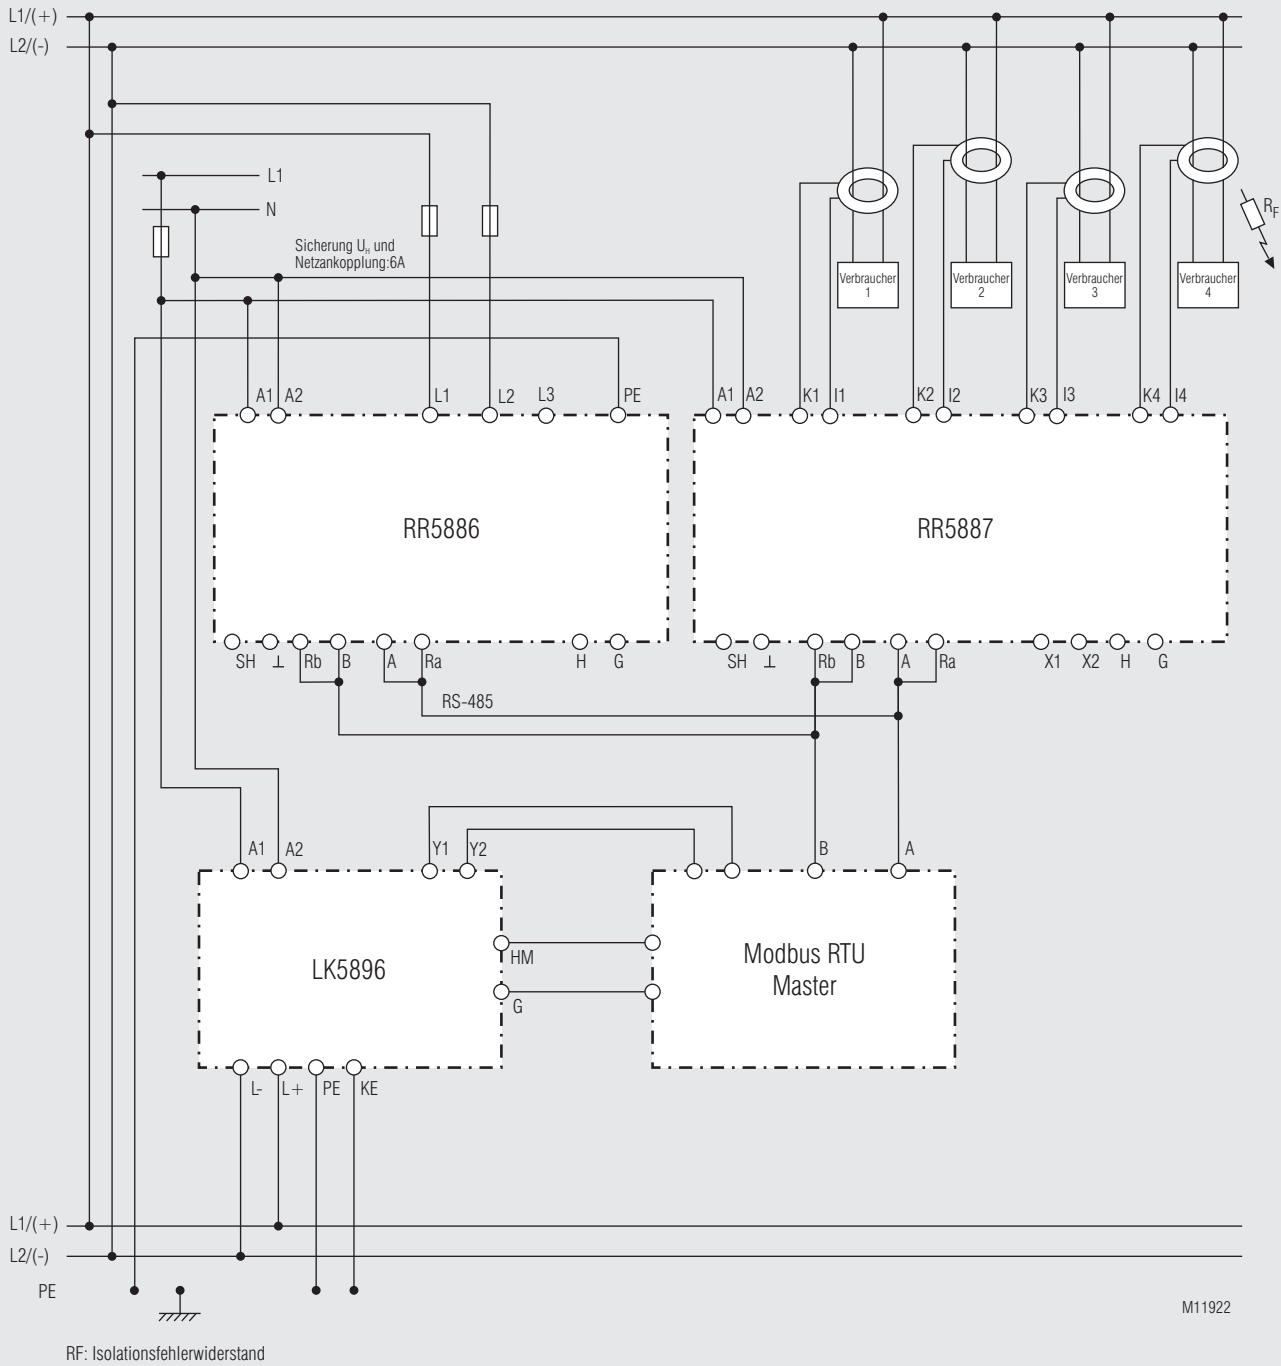 L1/(+)
L2/(-)
L1
N
Sicherung UH und
Netzankopplung:6A
RF
Verbraucher
1
Verbraucher
2
Verbraucher
3
Verbraucher
4
A1 A2 L1 L2 L3 PE
A1 A2 K1 I1 K2 I2 K3 I3 K4 I4
RR5886
RR5887
SH ⊥ Rb B A Ra H G
SH ⊥ Rb B A Ra X1 X2 H G
RS-485
A1 A2 Y1 Y2
B A
LK5896
HM
G
Modbus RTU
Master
L- L+ PE KE
L1/(+)
L2/(-)
PE
M11922
RF: Isolationsfehlerwiderstand